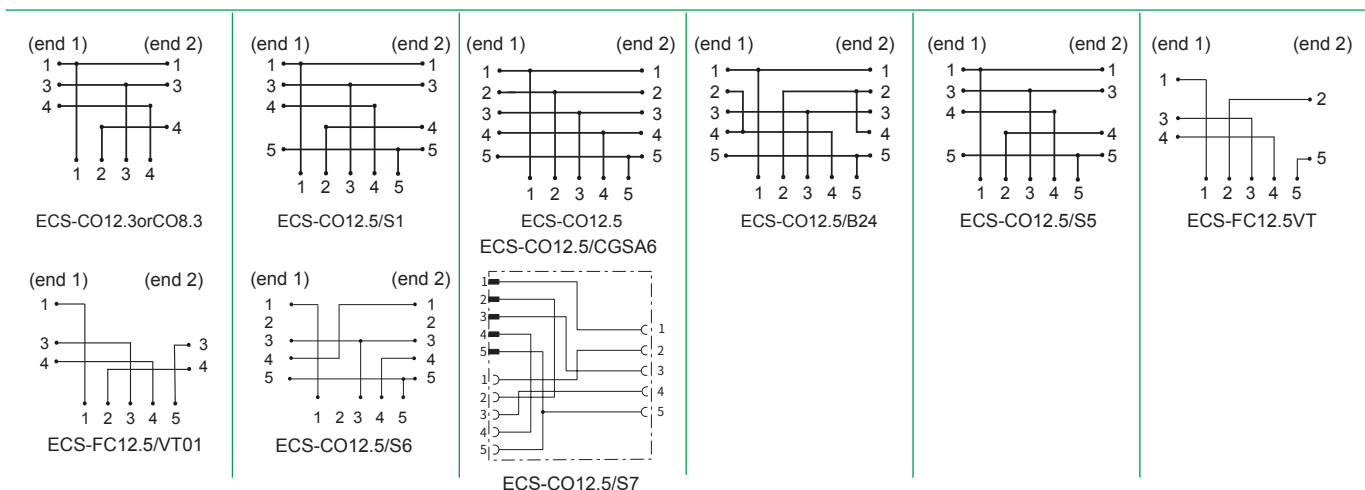 (end 1) (end 2)
1 1
3 3
4
4
1 2 3 4
ECS-CO12.3orCO8.3
(end 1) (end 2)
1 1
3 3
4
4
5 5
1 2 3 4 5
ECS-CO12.5/S1
(end 1) (end 2)
1 1
2 2
3 3
4 4
5 5
1 2 3 4 5
ECS-CO12.5
ECS-CO12.5/CGSA6
(end 1) (end 2)
1 1
2 2
3 3
4 4
5 5
1 2 3 4 5
ECS-CO12.5/B24
(end 1) (end 2)
1 1
3 3
4
4
5 5
1 2 3 4 5
ECS-CO12.5/S5
(end 1) (end 2)
1
2
3
4
5
1 2 3 4 5
ECS-FC12.5VT
(end 1) (end 2)
1
3 3
4 4
1 2 3 4 5
ECS-FC12.5/VT01
(end 1) (end 2)
1 1
2 2
3 3
4 4
5 5
1 2 3 4 5
ECS-CO12.5/S6
1
2
3
4
5
1
2
3
4
5
1
2
3
4
5
ECS-CO12.5/S7